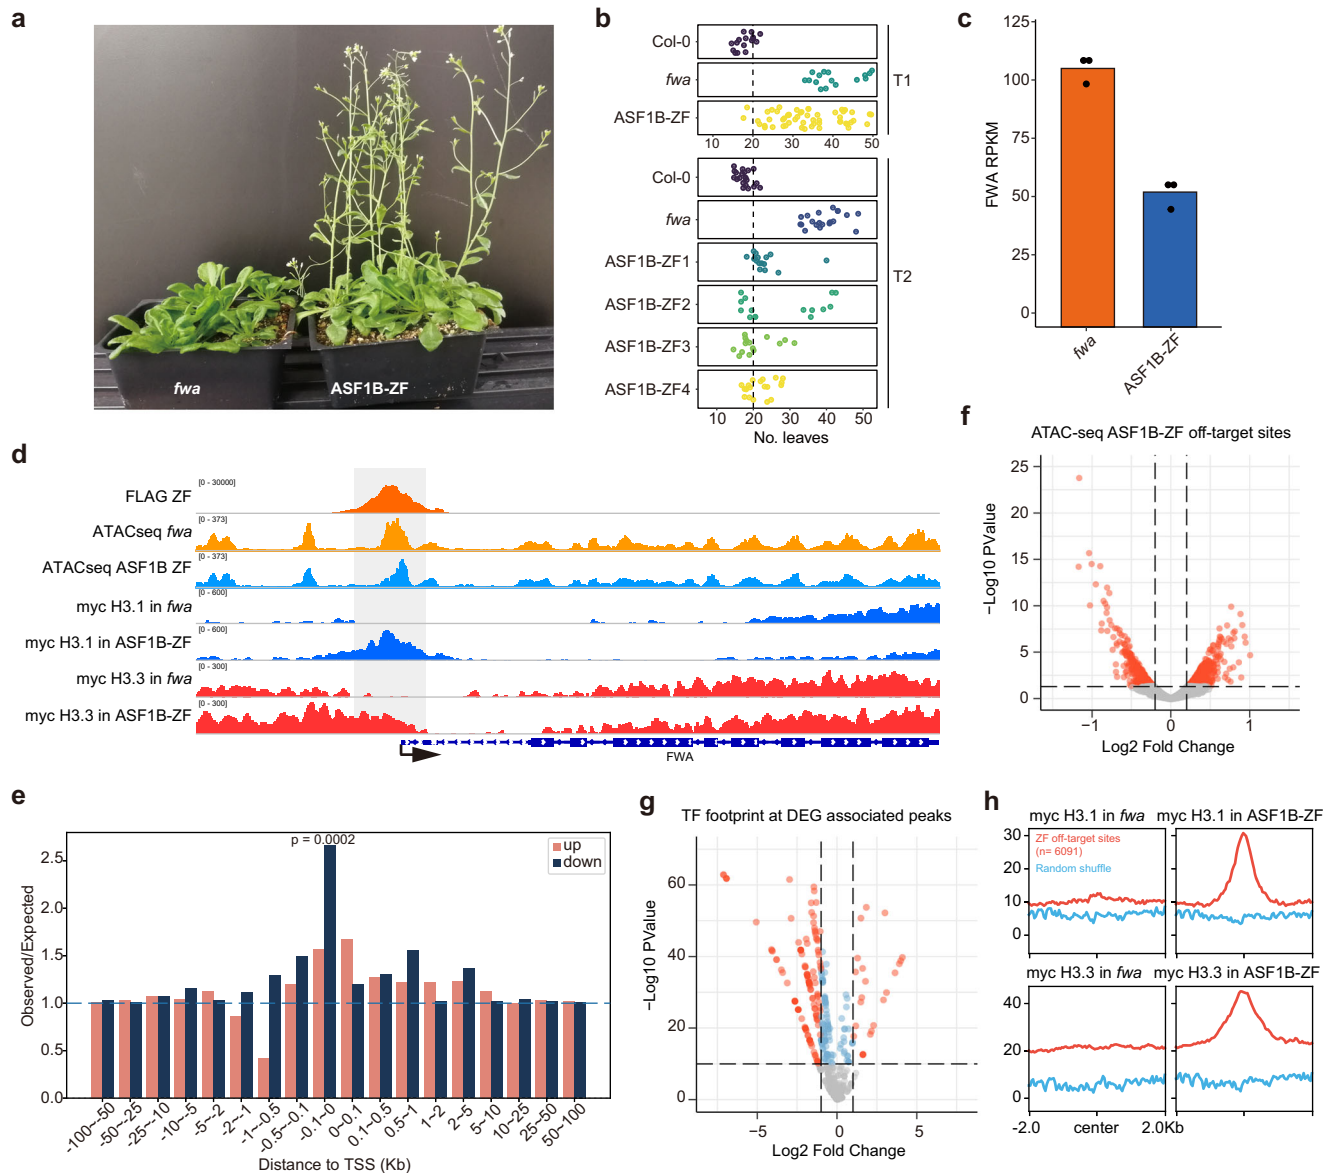 a
fwa
ASF1B-ZF
b
Col-0
fwa
ASF1B-ZF
T1
10 20 30 40 50
Col-0
fwa
ASF1B-ZF1
ASF1B-ZF2
ASF1B-ZF3
ASF1B-ZF4
T2
10 20 30 40 50
No. leaves
c
FWA RPKM
125
100
75
50
25
0
fwa
ASF1B-ZF
d
FLAG ZF
[0 - 30000]
ATACseq fwa
[0 - 373]
ATACseq ASF1B ZF
[0 - 373]
myc H3.1 in fwa
[0 - 600]
myc H3.1 in ASF1B-ZF
[0 - 600]
myc H3.3 in fwa
[0 - 300]
myc H3.3 in ASF1B-ZF
[0 - 300]
FWA
e
p = 0.0002
up
down
Observed/Expected
2.5
2.0
1.5
1.0
0.5
0.0
-100~-50
-50~-25
-25~-10
-10~-5
-5~-2
-2~-1
-1~-0.5
-0.5~-0.1
-0.1~0
0~0.1
0.1~0.5
0.5~1
1~2
2~5
5~10
10~25
25~50
50~100
Distance to TSS (Kb)
f
ATAC-seq ASF1B-ZF off-target sites
−Log10 PValue
25
20
15
10
5
0
−1 0 1
Log2 Fold Change
g
TF footprint at DEG associated peaks
−Log10 PValue
60
40
20
0
−5 0 5
Log2 Fold Change
h
myc H3.1 in fwa
myc H3.1 in ASF1B-ZF
30
20
10
0
ZF off-target sites
(n= 6091)
Random shuffle
myc H3.3 in fwa
myc H3.3 in ASF1B-ZF
40
20
0
-2.0 center 2.0Kb